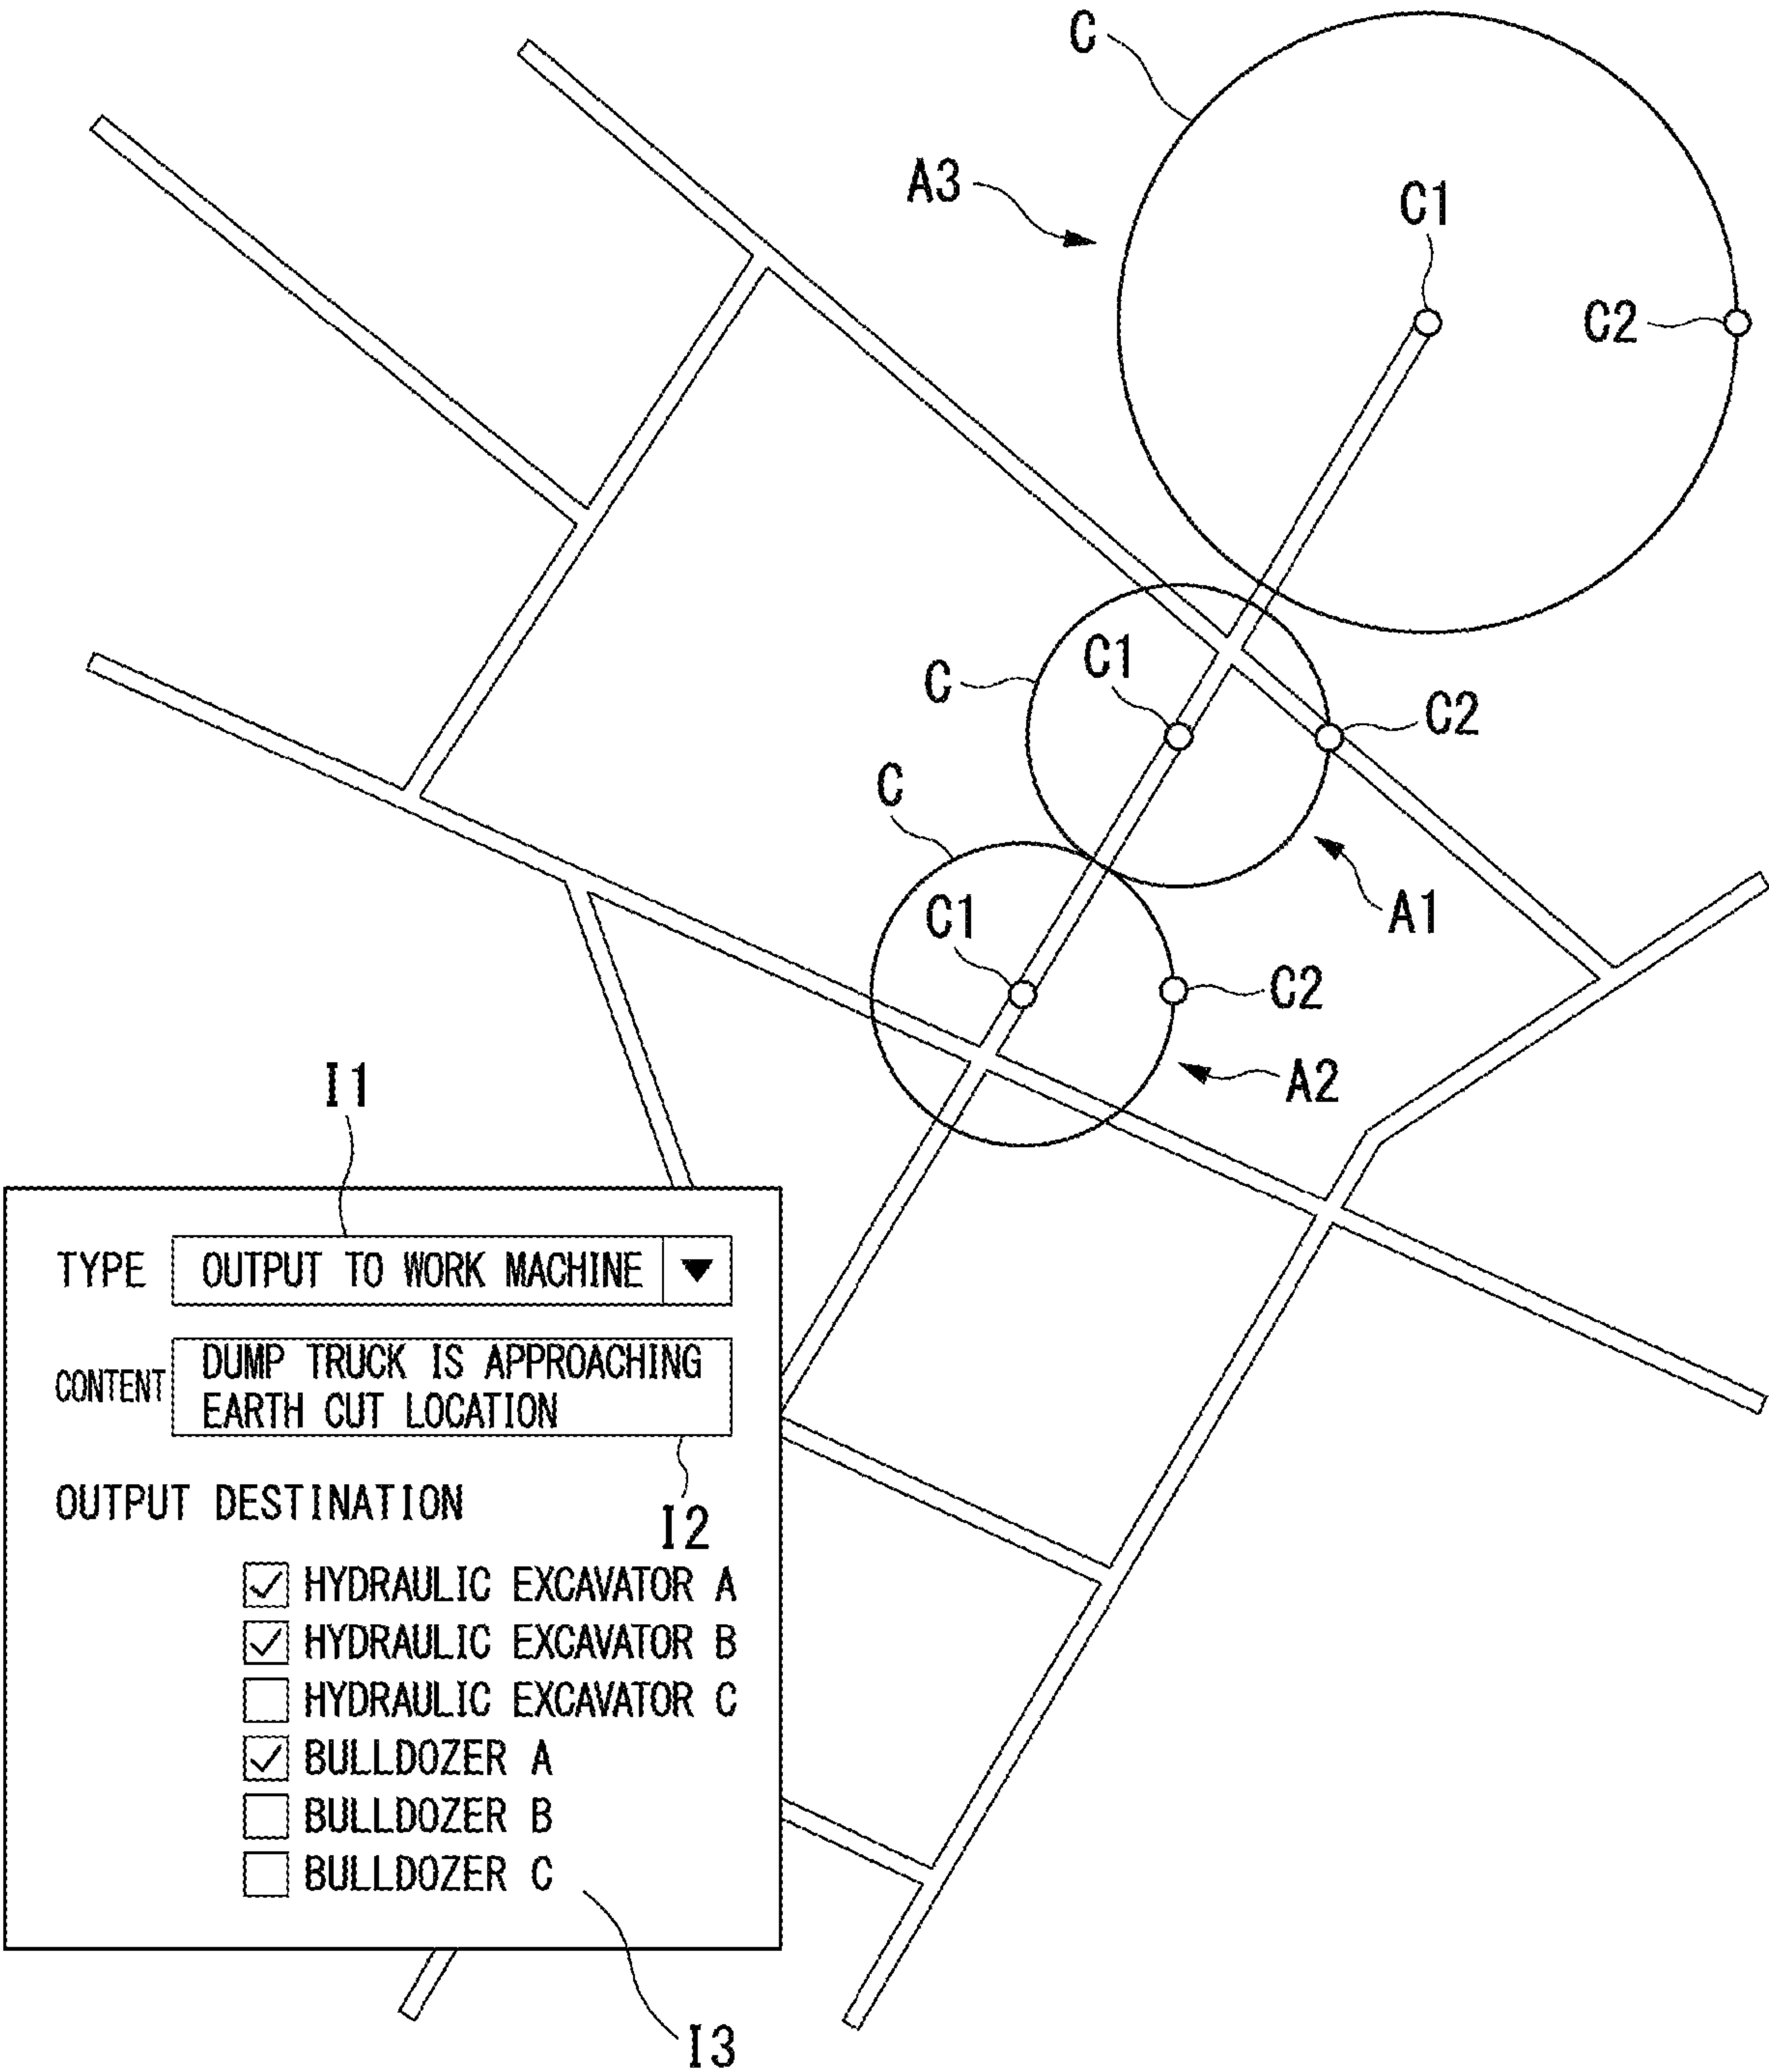 C
A3
C1
C2
C1
C
C2
C
A1
C1
C2
A2
I1
TYPE OUTPUT TO WORK MACHINE ▼
CONTENT DUMP TRUCK IS APPROACHING
EARTH CUT LOCATION
OUTPUT DESTINATION
I2
HYDRAULIC EXCAVATOR A
HYDRAULIC EXCAVATOR B
HYDRAULIC EXCAVATOR C
BULLDOZER A
BULLDOZER B
BULLDOZER C
I3